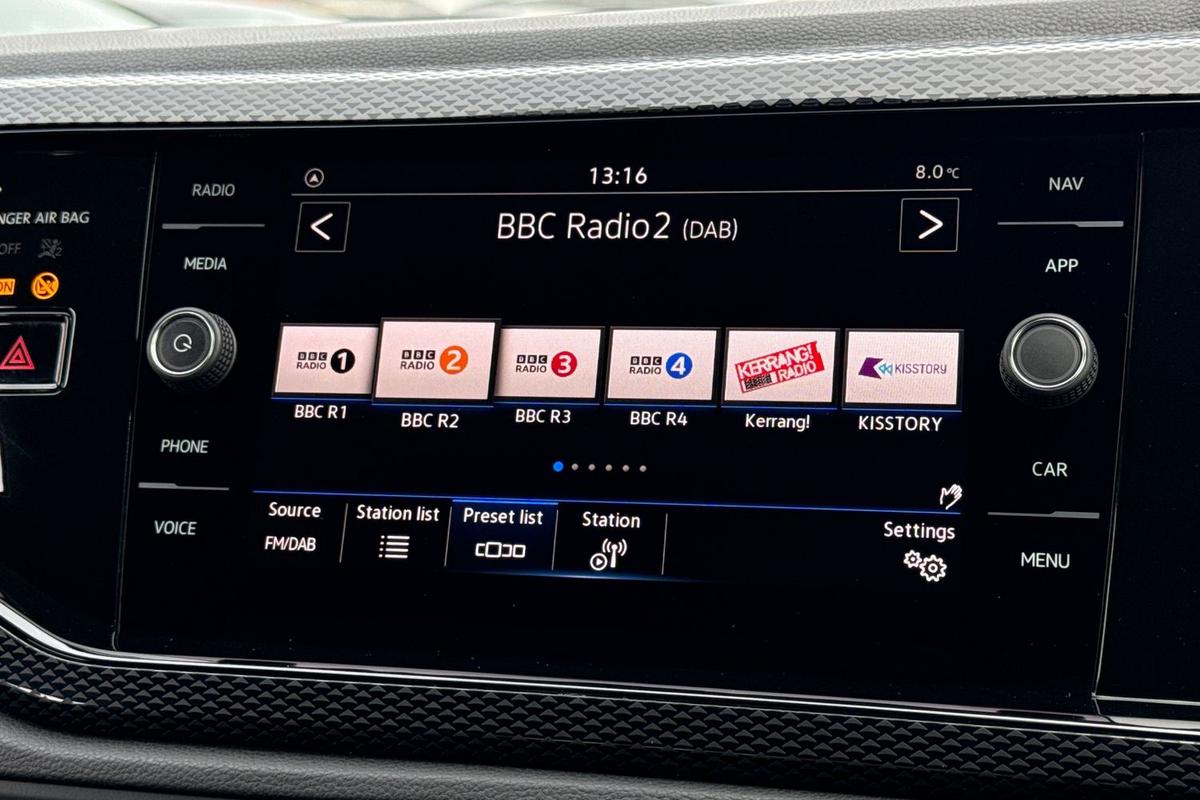 NGER AIR BAG
OFF
ON
RADIO
MEDIA
PHONE
VOICE
13:16
8.0°C
BBC Radio2 (DAB)
BBC RADIO 1
BBC RADIO 2
BBC RADIO 3
BBC RADIO 4
KERRANG! RADIO
KISSTORY
BBC R1
BBC R2
BBC R3
BBC R4
Kerrang!
KISSTORY
Source
FM/DAB
Station list
Preset list
Station
Settings
NAV
APP
CAR
MENU